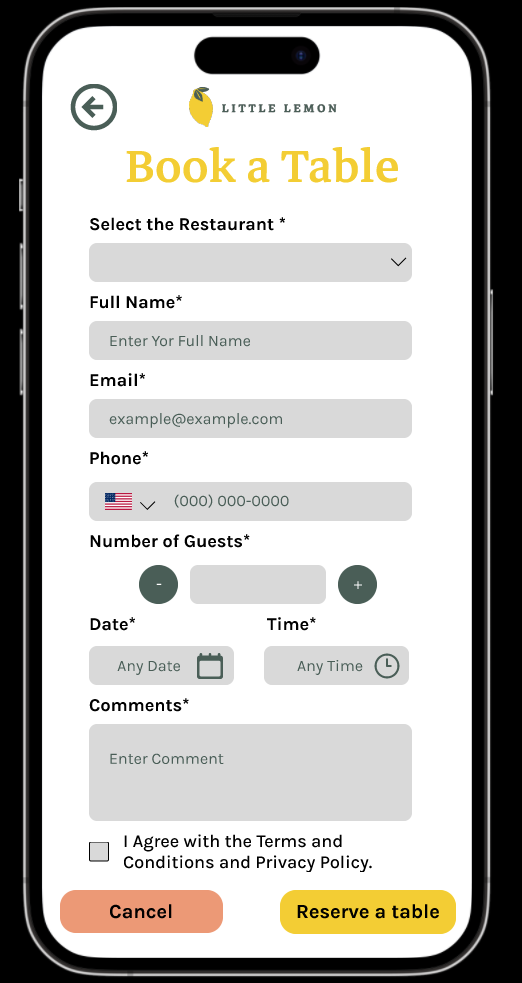 LITTLE LEMON
Book a Table
Select the Restaurant *
Full Name*
Enter Yor Full Name
Email*
example@example.com
Phone*
(000) 000-0000
Number of Guests*
- +
Date* Time*
Any Date Any Time
Comments*
Enter Comment
I Agree with the Terms and
Conditions and Privacy Policy.
Cancel Reserve a table